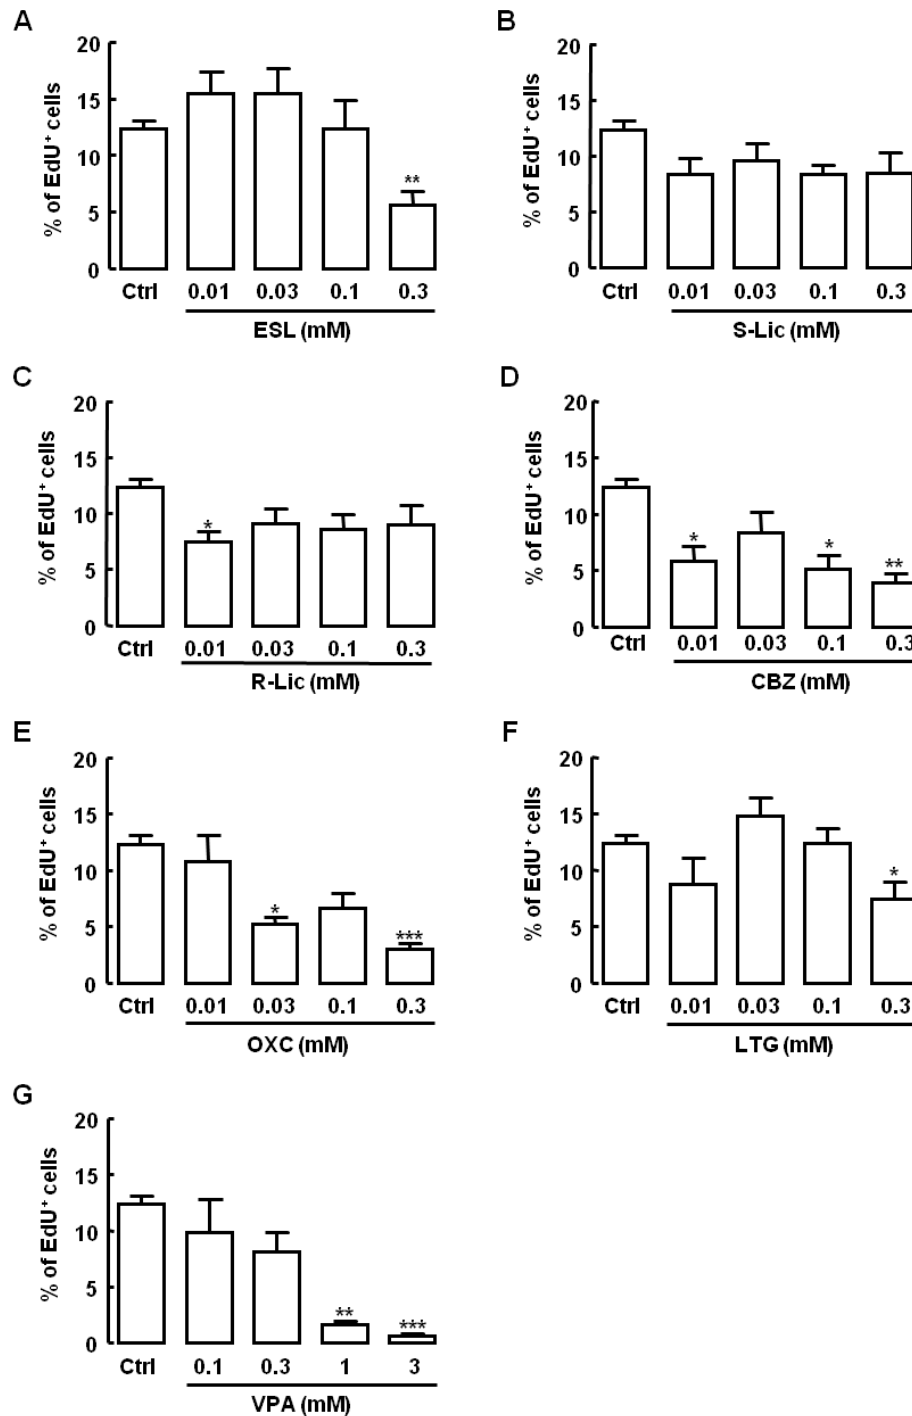 A
20
15
10
5
0
% of EdU⁺ cells
**
Ctrl 0.01 0.03 0.1 0.3
ESL (mM)
B
20
15
10
5
0
% of EdU⁺ cells
Ctrl 0.01 0.03 0.1 0.3
S-Lic (mM)
C
20
15
10
5
0
% of EdU⁺ cells
*
Ctrl 0.01 0.03 0.1 0.3
R-Lic (mM)
D
20
15
10
5
0
% of EdU⁺ cells
* * **
Ctrl 0.01 0.03 0.1 0.3
CBZ (mM)
E
20
15
10
5
0
% of EdU⁺ cells
* ***
Ctrl 0.01 0.03 0.1 0.3
OXC (mM)
F
20
15
10
5
0
% of EdU⁺ cells
*
Ctrl 0.01 0.03 0.1 0.3
LTG (mM)
G
20
15
10
5
0
% of EdU⁺ cells
** ***
Ctrl 0.1 0.3 1 3
VPA (mM)